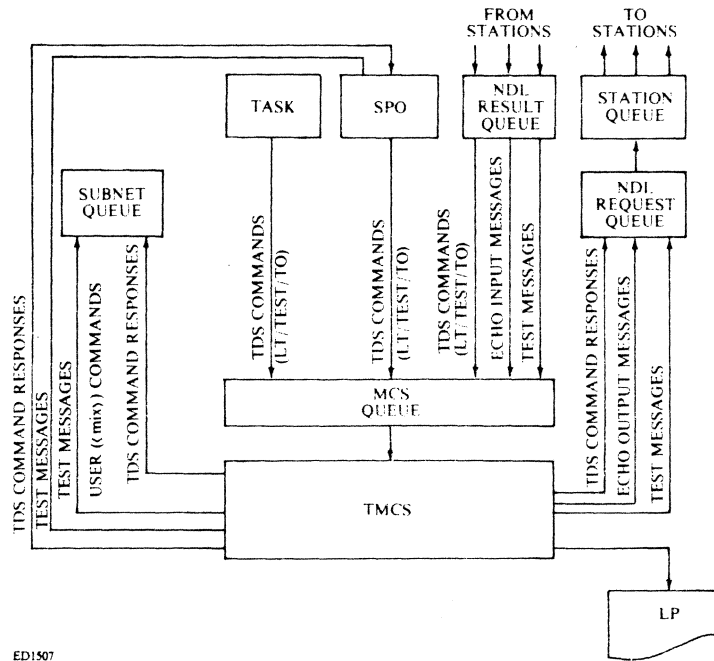 FROM
STATIONS
TO
STATIONS
TASK
SPO
NDL
RESULT
QUEUE
STATION
QUEUE
SUBNET
QUEUE
NDL
REQUEST
QUEUE
TDS COMMAND RESPONSES
TEST MESSAGES
TEST MESSAGES
USER (⟨mix⟩) COMMANDS
TDS COMMAND RESPONSES
TDS COMMANDS
(LT/TEST/TO)
TDS COMMANDS
(LT/TEST/TO)
TDS COMMANDS
(LT/TEST/TO)
ECHO INPUT MESSAGES
TEST MESSAGES
TDS COMMAND RESPONSES
ECHO OUTPUT MESSAGES
TEST MESSAGES
MCS
QUEUE
TMCS
LP
ED1507